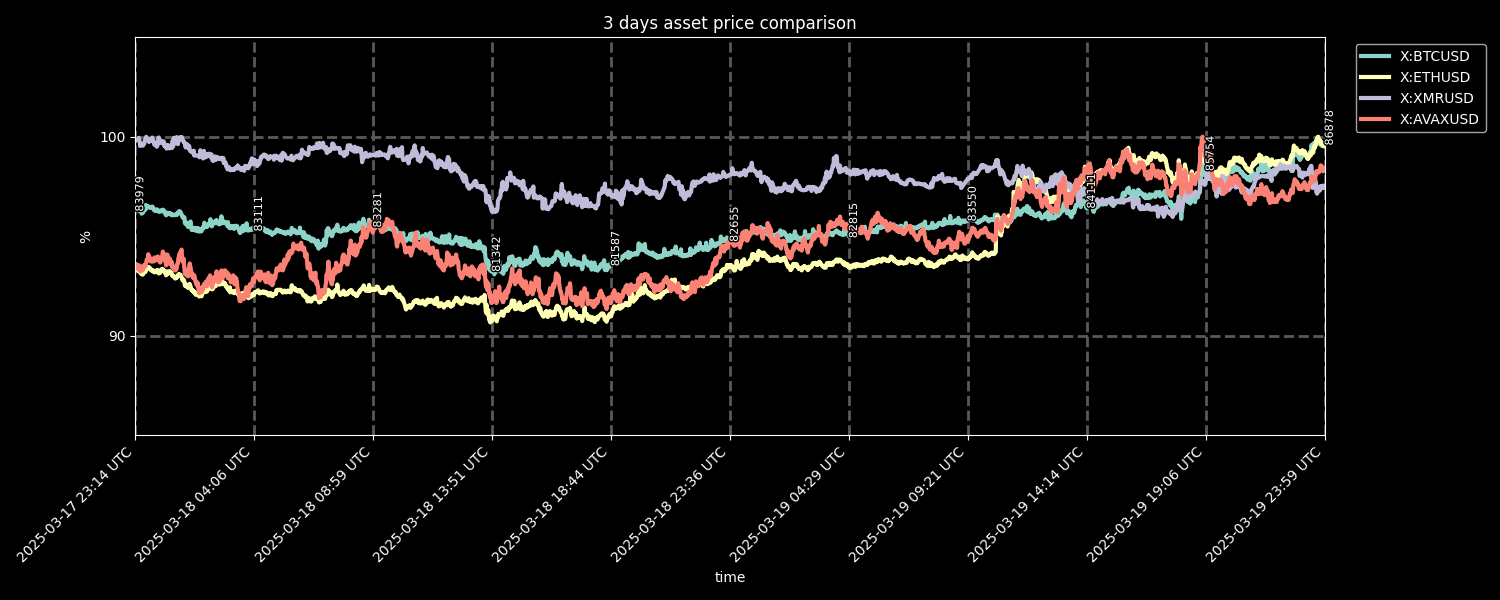 3 days asset price comparison
X:BTCUSD
X:ETHUSD
X:XMRUSD
X:AVAXUSD
100
90
%
83979
83111
83281
81342
81587
82655
82815
83550
84111
85754
86878
2025-03-17 23:14 UTC
2025-03-18 04:06 UTC
2025-03-18 08:59 UTC
2025-03-18 13:51 UTC
2025-03-18 18:44 UTC
2025-03-18 23:36 UTC
2025-03-19 04:29 UTC
2025-03-19 09:21 UTC
2025-03-19 14:14 UTC
2025-03-19 19:06 UTC
2025-03-19 23:59 UTC
time